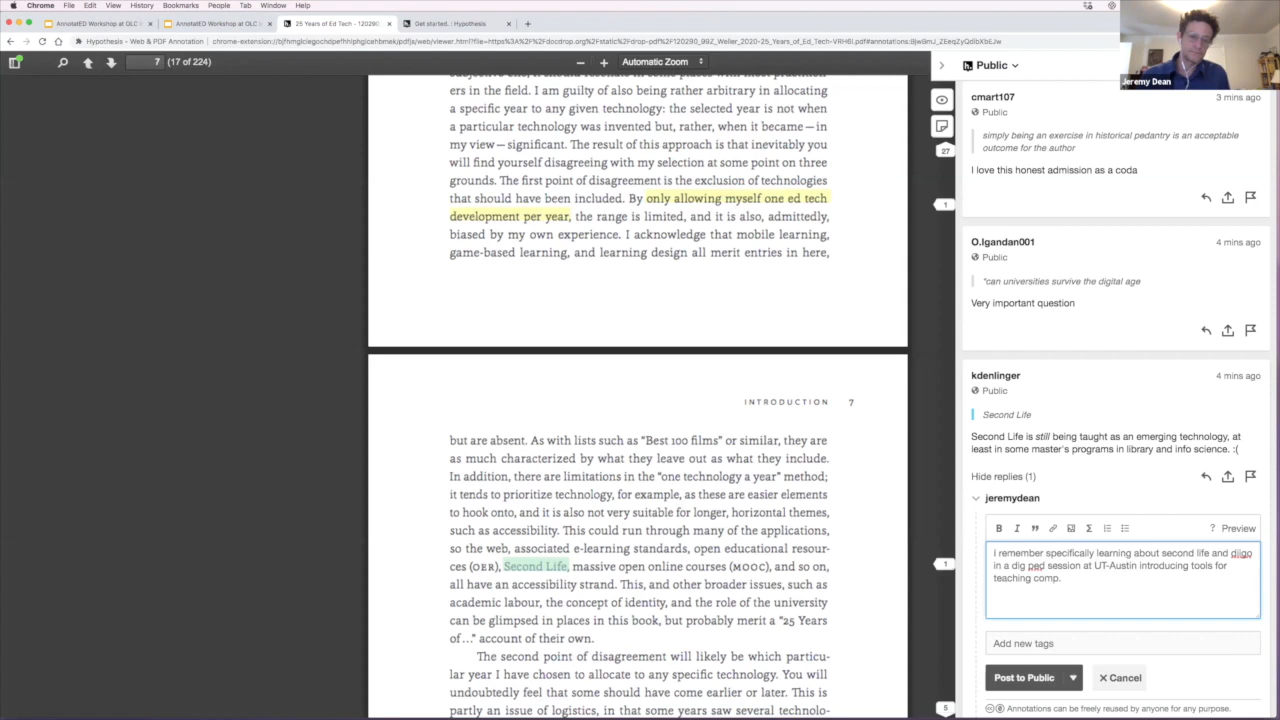 Chrome File Edit View History Bookmarks People Tab Window Help
AnnotatED Workshop at OLC
AnnotatED Workshop at OLC V
25 Years of Ed Tech - 120290
Get started. : Hypothesis
Hypothesis - Web & PDF Annotation
7 (17 of 224)
Automatic Zoom
Public
Jeremy Dean
ers in the field. I am guilty of also being rather arbitrary in allocating
a specific year to any given technology: the selected year is not when
a particular technology was invented but, rather, when it became — in
my view — significant. The result of this approach is that inevitably you
will find yourself disagreeing with my selection at some point on three
grounds. The first point of disagreement is the exclusion of technologies
that should have been included. By only allowing myself one ed tech
development per year, the range is limited, and it is also, admittedly,
biased by my own experience. I acknowledge that mobile learning,
game-based learning, and learning design all merit entries in here,
INTRODUCTION 7
but are absent. As with lists such as “Best 100 films” or similar, they are
as much characterized by what they leave out as what they include.
In addition, there are limitations in the “one technology a year” method;
it tends to prioritize technology, for example, as these are easier elements
to hook onto, and it is also not very suitable for longer, horizontal themes,
such as accessibility. This could run through many of the applications,
so the web, associated e-learning standards, open educational resour-
ces (OER), Second Life, massive open online courses (MOOC), and so on,
all have an accessibility strand. This, and other broader issues, such as
academic labour, the concept of identity, and the role of the university
can be glimpsed in places in this book, but probably merit a “25 Years
of …” account of their own.
The second point of disagreement will likely be which particu-
lar year I have chosen to allocate to any specific technology. You will
undoubtedly feel that some should have come earlier or later. This is
partly an issue of logistics, in that some years saw several technolo-
27
1
1
5
cmart107 3 mins ago
Public
simply being an exercise in historical pedantry is an acceptable
outcome for the author
I love this honest admission as a coda
O.Igandan001 4 mins ago
Public
"can universities survive the digital age
Very important question
kdenlinger 4 mins ago
Public
Second Life
Second Life is still being taught as an emerging technology, at
least in some master's programs in library and info science. :(
Hide replies (1)
jeremydean
B I ” Σ ? Preview
I remember specifically learning about second life and diigo
in a dig ped session at UT-Austin introducing tools for
teaching comp.
Add new tags
Post to Public
Cancel
Annotations can be freely reused by anyone for any purpose.